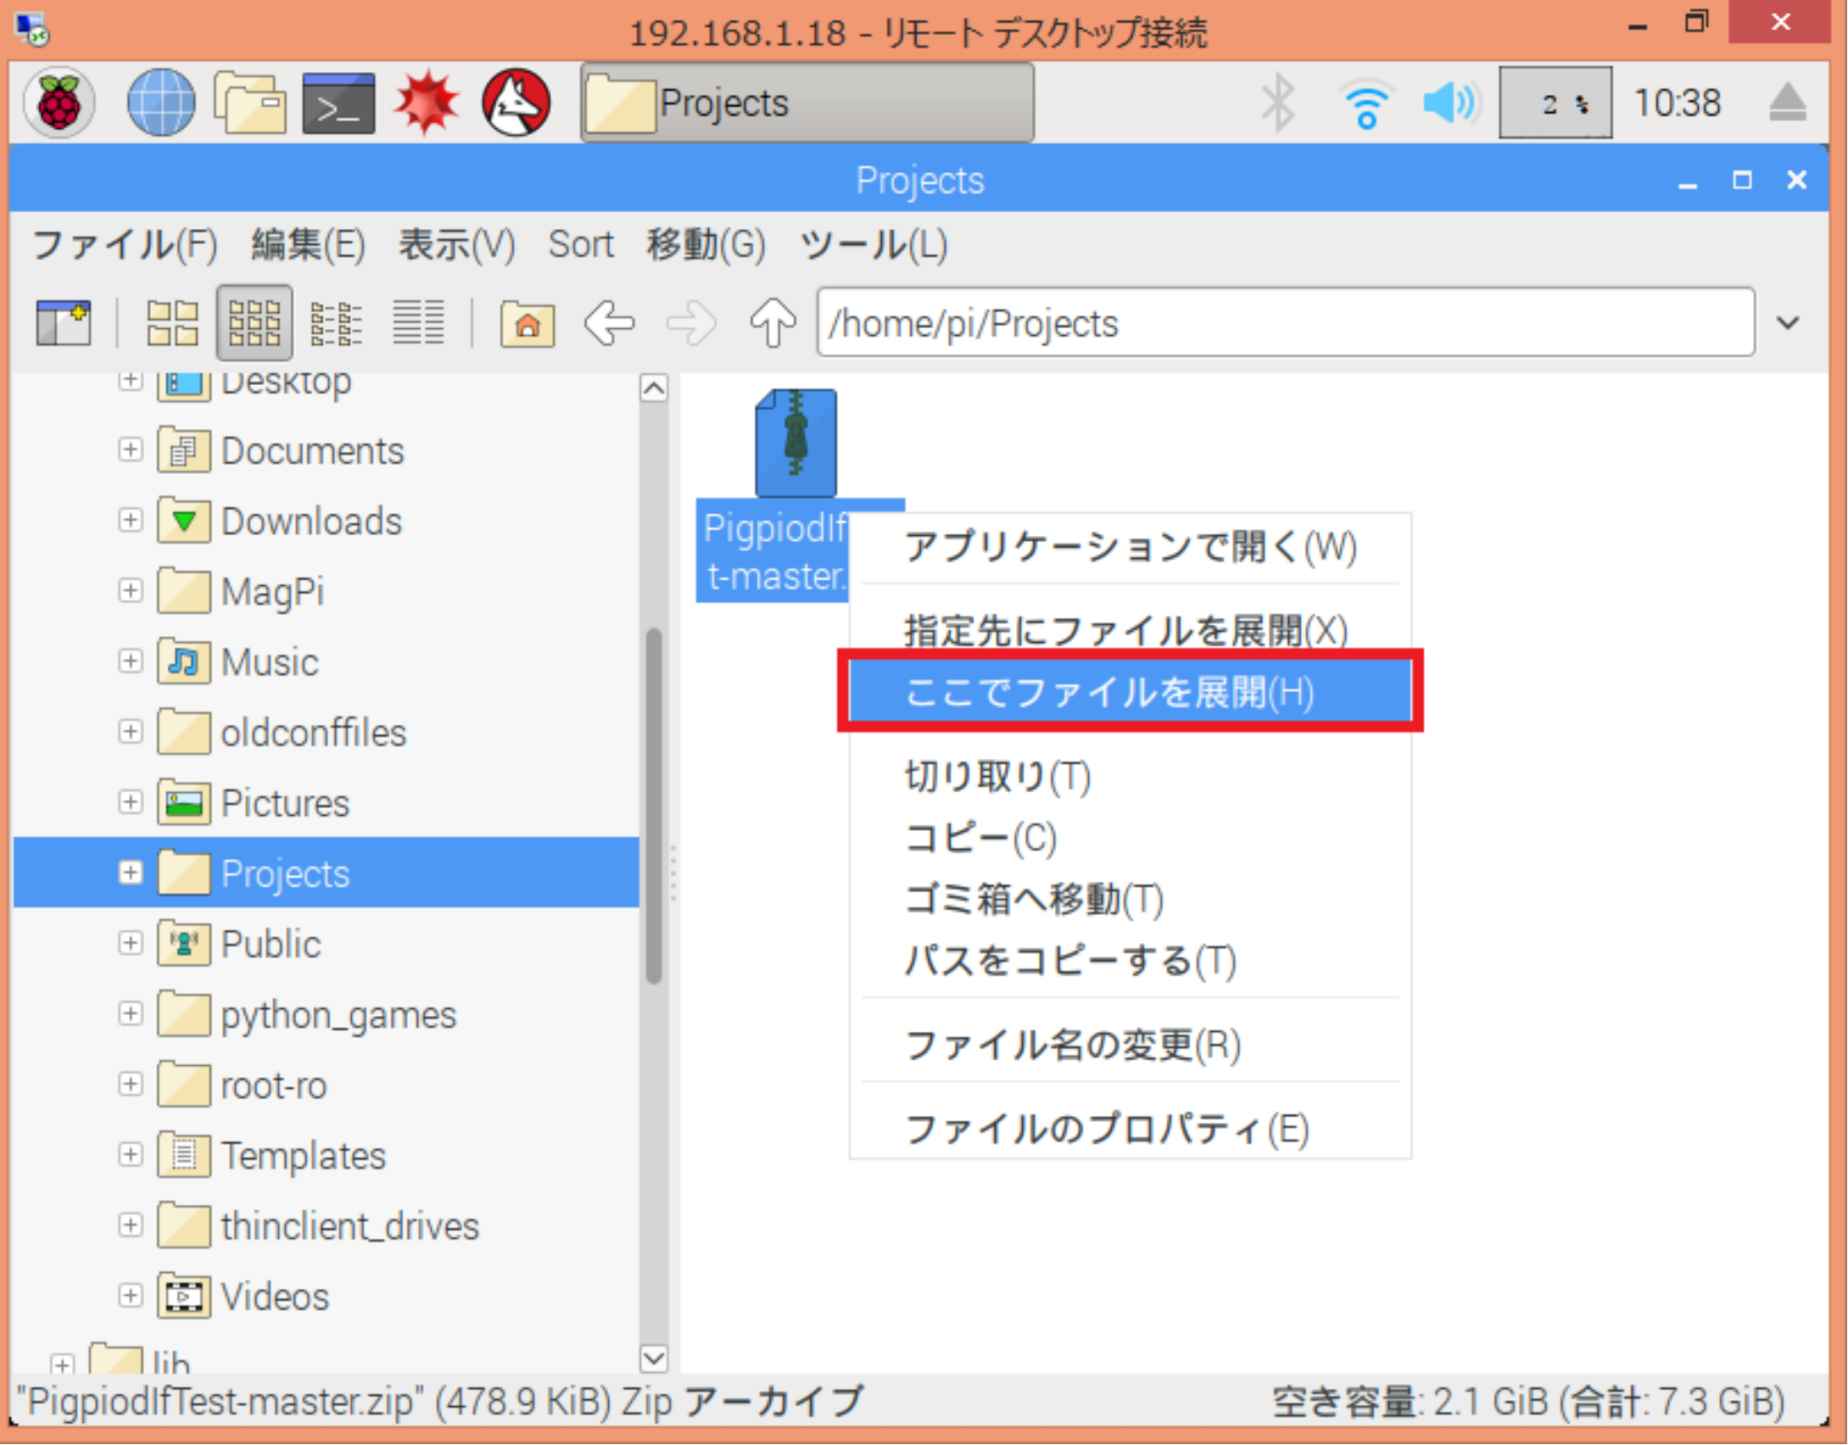 192.168.1.18 - リモート デスクトップ接続
>_
Projects
2 %
10:38
Projects
ファイル(F) 編集(E) 表示(V) Sort 移動(G) ツール(L)
/home/pi/Projects
Desktop
Documents
Downloads
MagPi
Music
oldconffiles
Pictures
Projects
Public
python_games
root-ro
Templates
thinclient_drives
Videos
lib
PigpiodIf
t-master.
アプリケーションで開く(W)
指定先にファイルを展開(X)
ここでファイルを展開(H)
切り取り(T)
コピー(C)
ゴミ箱へ移動(T)
パスをコピーする(T)
ファイル名の変更(R)
ファイルのプロパティ(E)
"PigpiodIfTest-master.zip" (478.9 KiB) Zip アーカイブ
空き容量: 2.1 GiB (合計: 7.3 GiB)